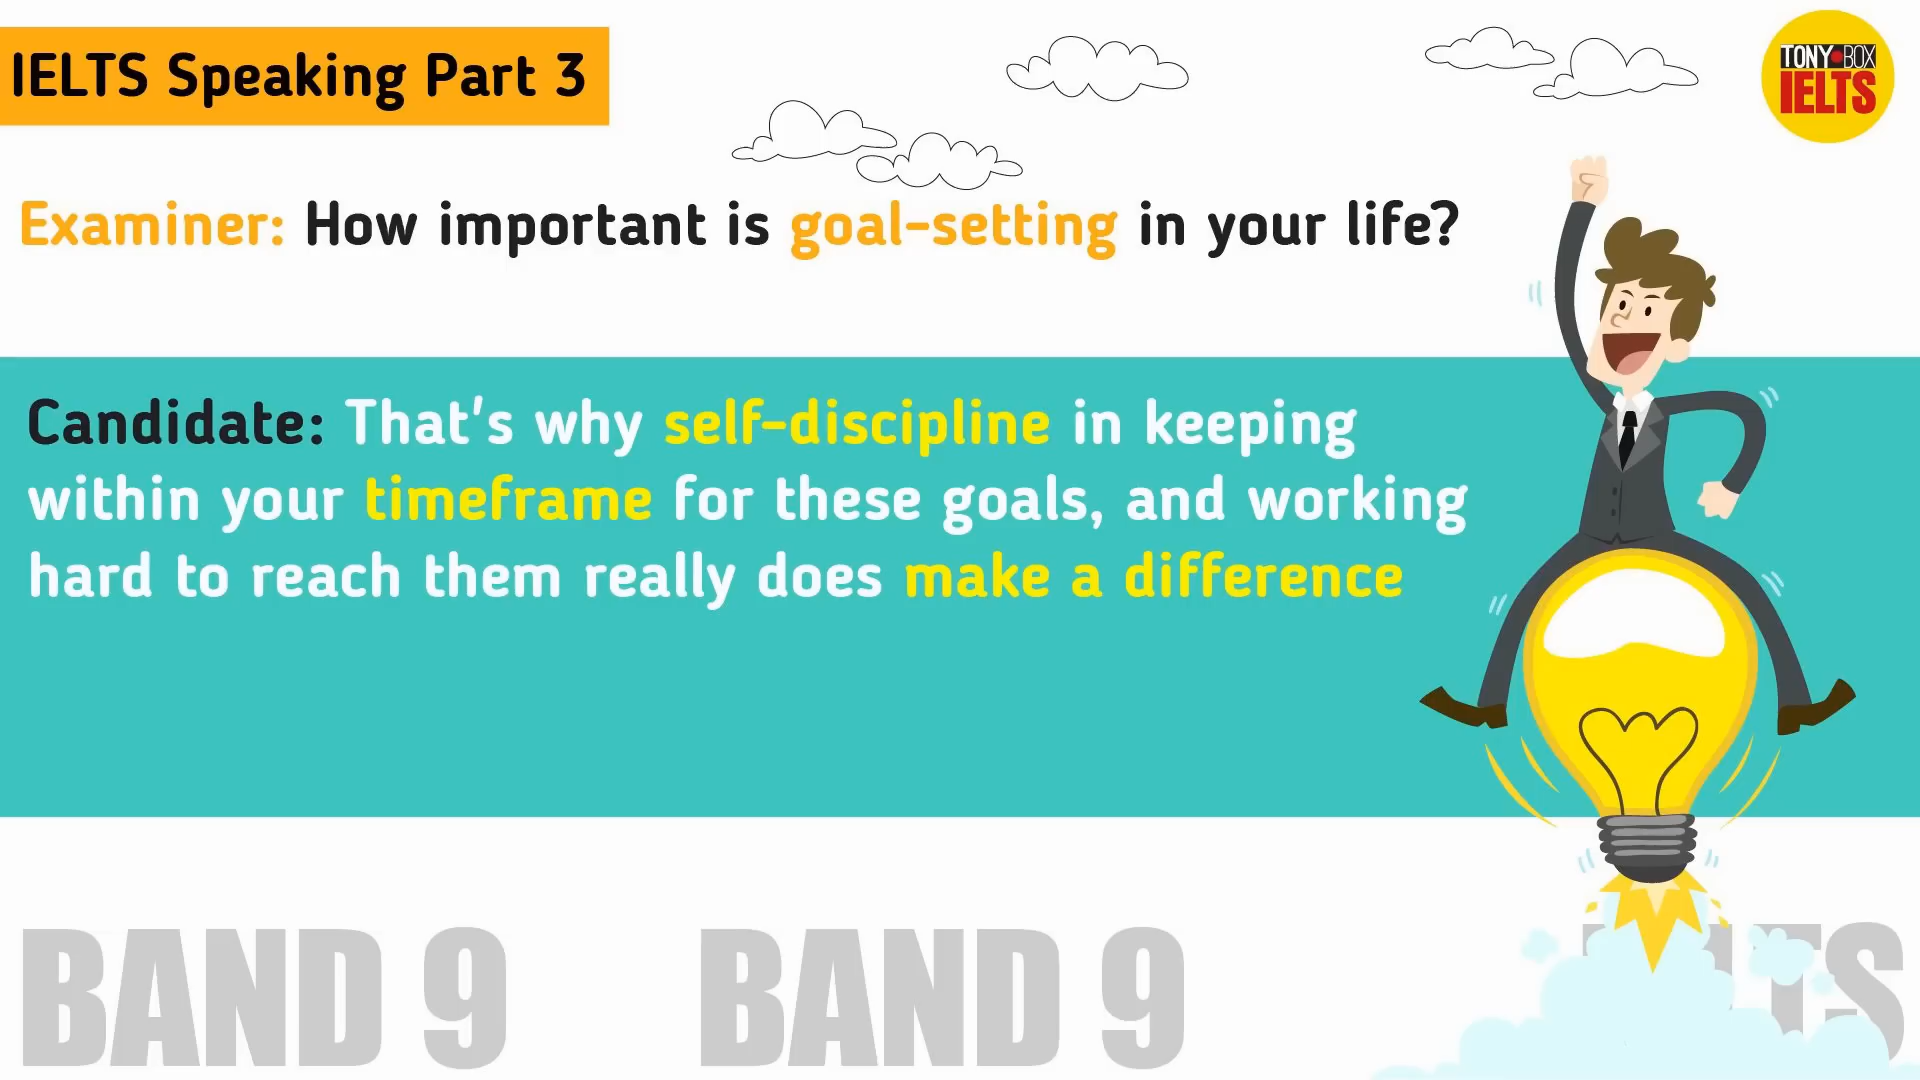 IELTS Speaking Part 3
TONY BOX
IELTS
Examiner: How important is goal-setting in your life?
Candidate: That's why self-discipline in keeping
within your timeframe for these goals, and working
hard to reach them really does make a difference
BAND 9
BAND 9